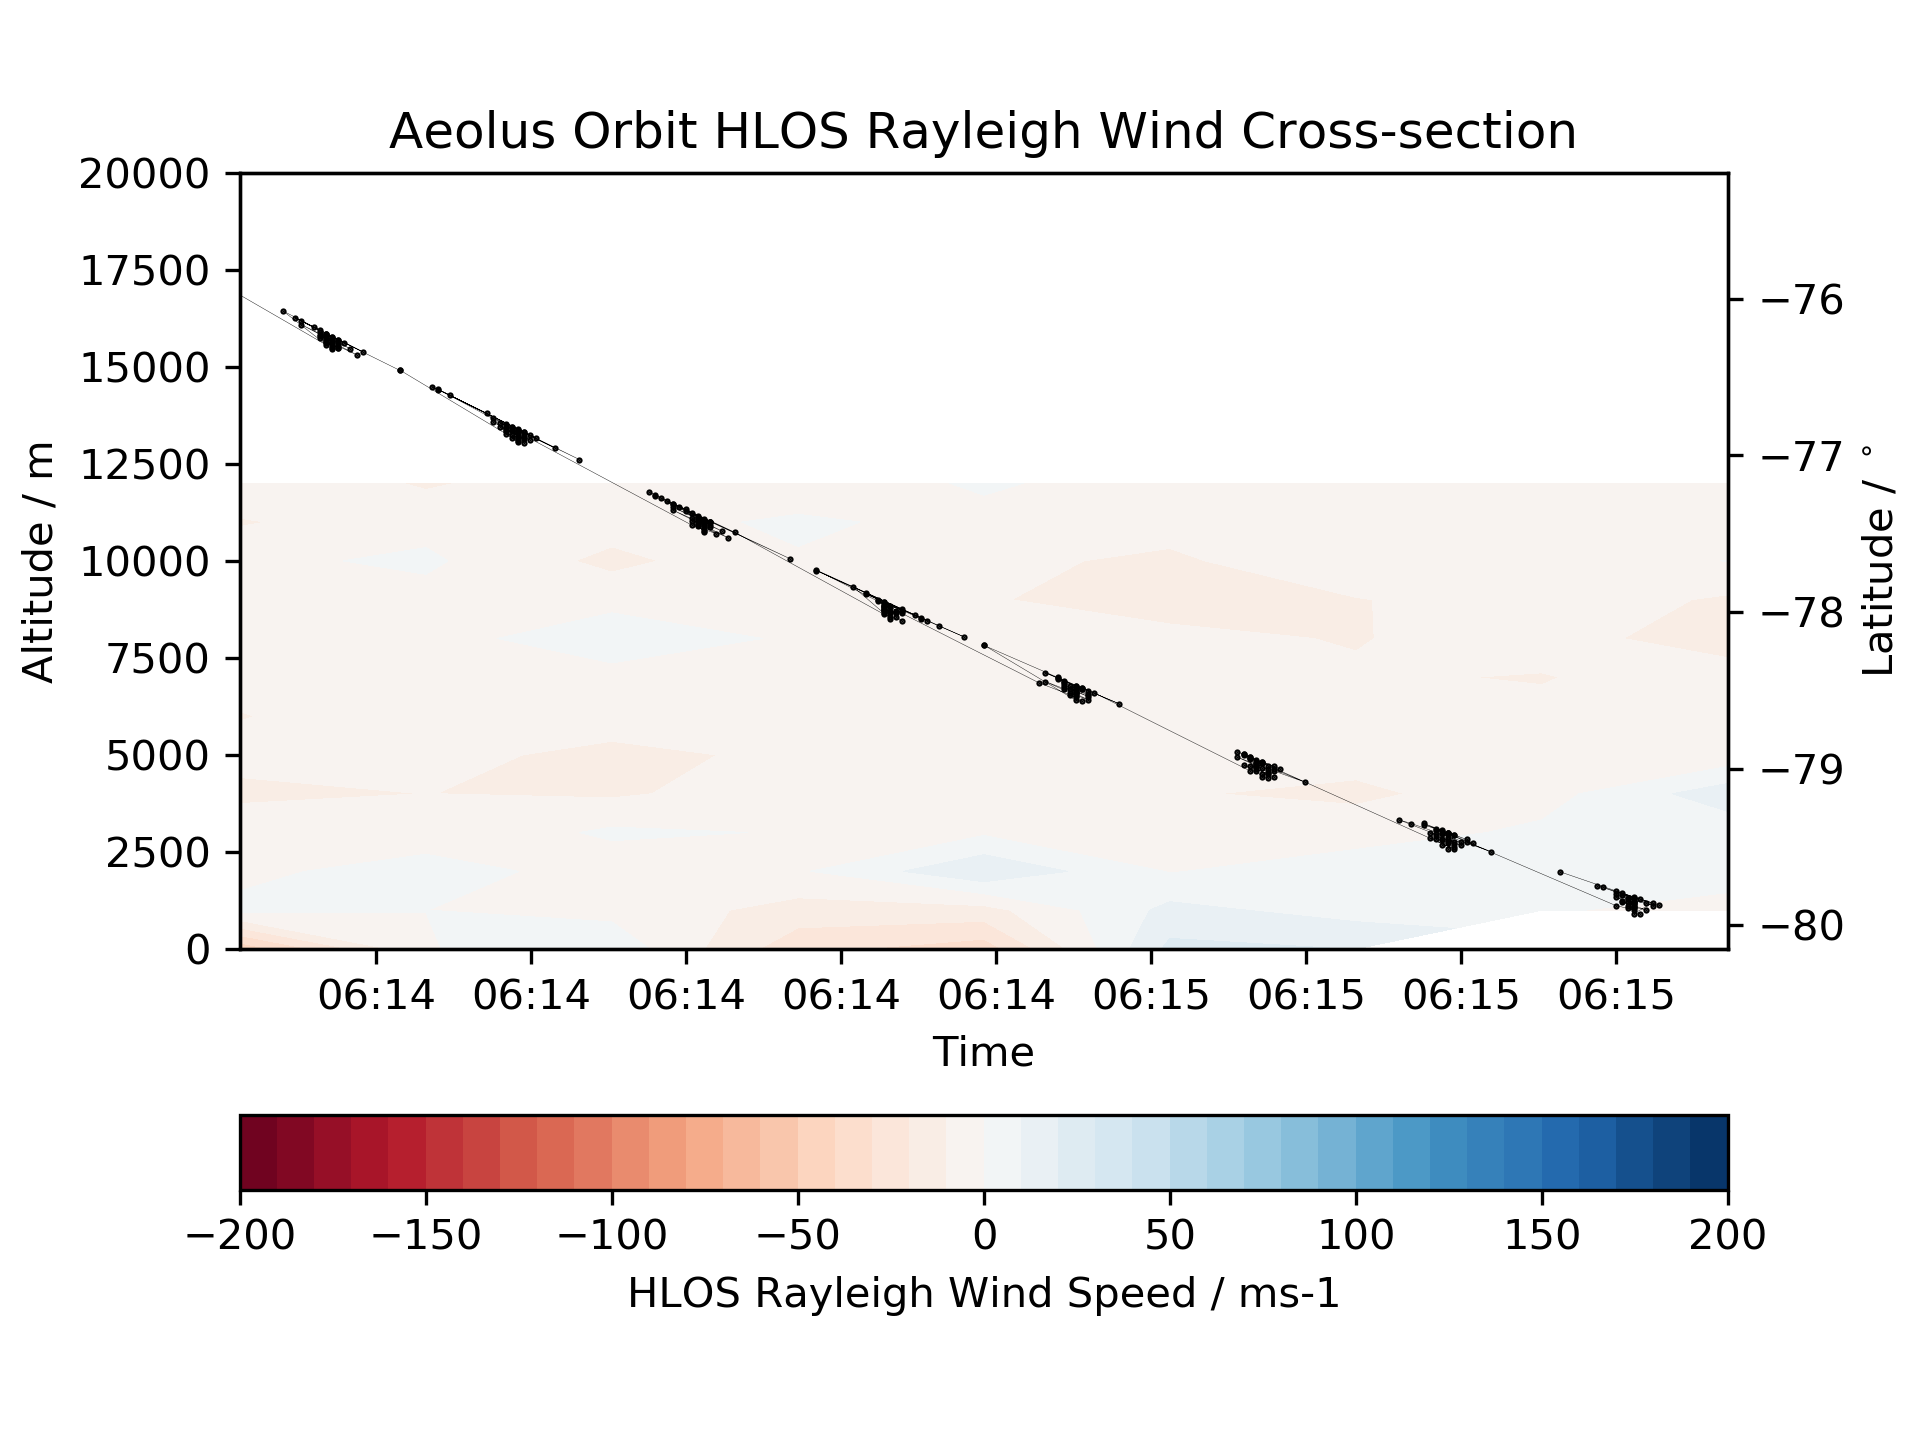 Aeolus Orbit HLOS Rayleigh Wind Cross-section
20000
17500
15000
12500
10000
7500
5000
2500
0
Altitude / m
−76
−77
−78
−79
−80
Latitude / °
06:14 06:14 06:14 06:14 06:14 06:15 06:15 06:15 06:15
Time
−200 −150 −100 −50 0 50 100 150 200
HLOS Rayleigh Wind Speed / ms-1